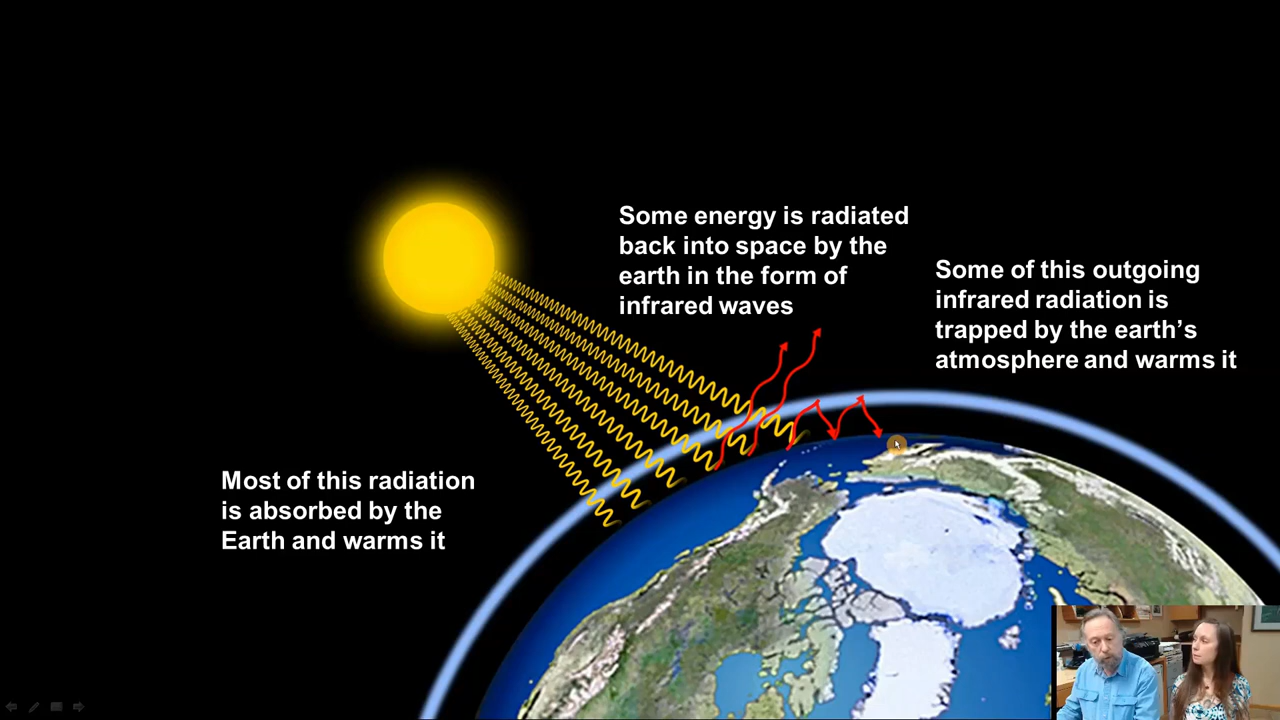 Some energy is radiated
back into space by the
earth in the form of
infrared waves
Some of this outgoing
infrared radiation is
trapped by the earth's
atmosphere and warms it
Most of this radiation
is absorbed by the
Earth and warms it